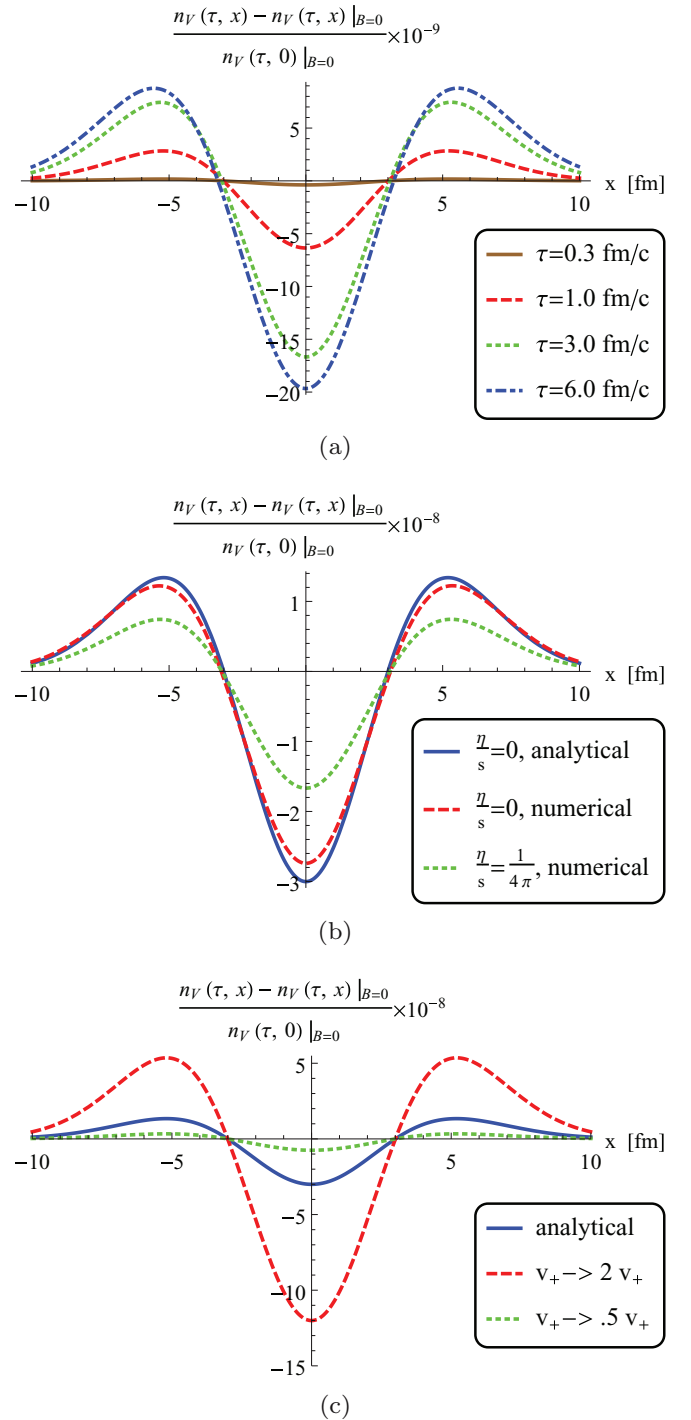 n_V (τ, x) − n_V (τ, x) |_{B=0}
n_V (τ, 0) |_{B=0}
×10^{−9}
5
−10 −5 5 10 x [fm]
−5
−10
−15
−20
τ=0.3 fm/c
τ=1.0 fm/c
τ=3.0 fm/c
τ=6.0 fm/c
(a)
n_V (τ, x) − n_V (τ, x) |_{B=0}
n_V (τ, 0) |_{B=0}
×10^{−8}
1
−10 −5 5 10 x [fm]
−1
−2
−3
η/s=0, analytical
η/s=0, numerical
η/s=1/4π, numerical
(b)
n_V (τ, x) − n_V (τ, x) |_{B=0}
n_V (τ, 0) |_{B=0}
×10^{−8}
5
−10 −5 5 10 x [fm]
−5
−10
−15
analytical
v_+ −> 2 v_+
v_+ −> .5 v_+
(c)